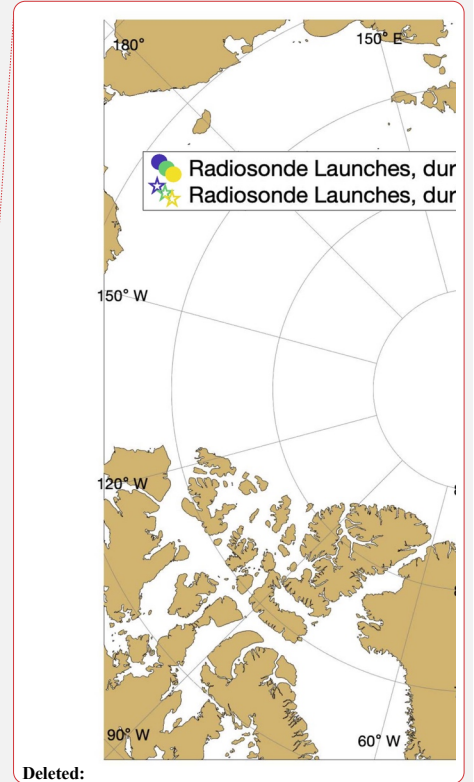 180°
150° E
Radiosonde Launches, dur
Radiosonde Launches, dur
150° W
120° W
90° W
60° W
Deleted: